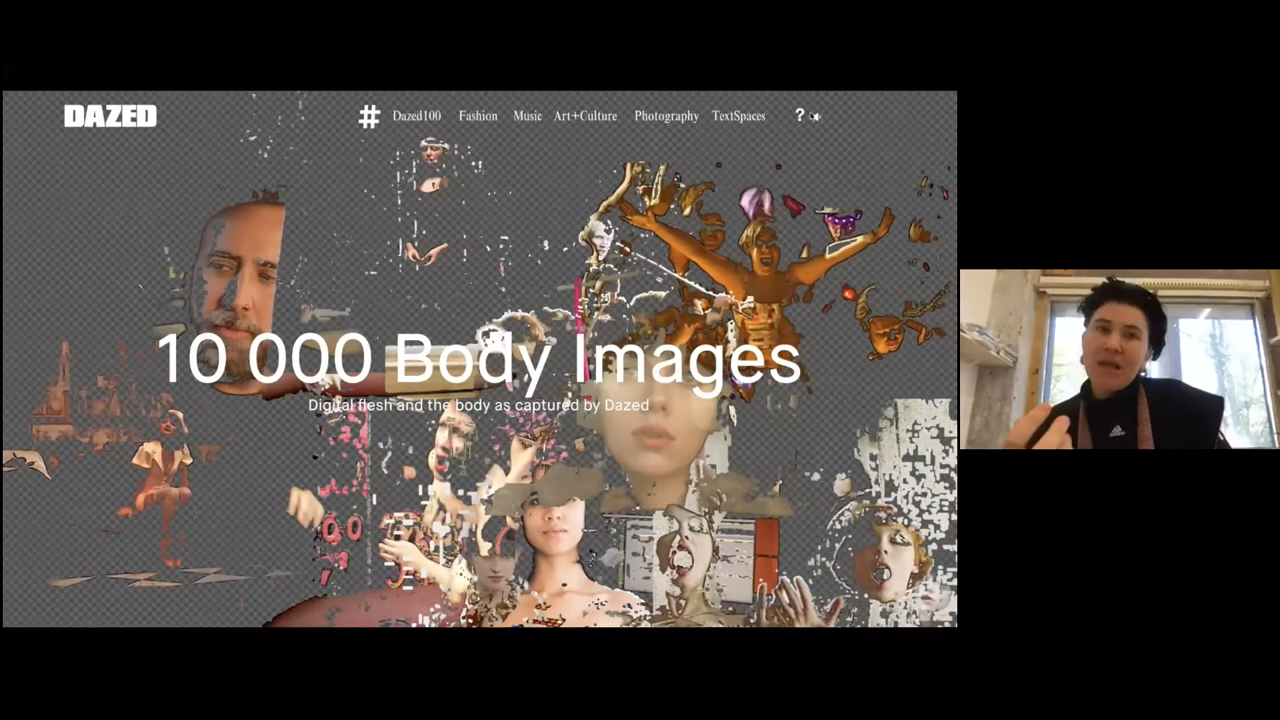 DAZED
# Dazed100 Fashion Music Art+Culture Photography TextSpaces ?
10 000 Body Images
Digital flesh and the body as captured by Dazed